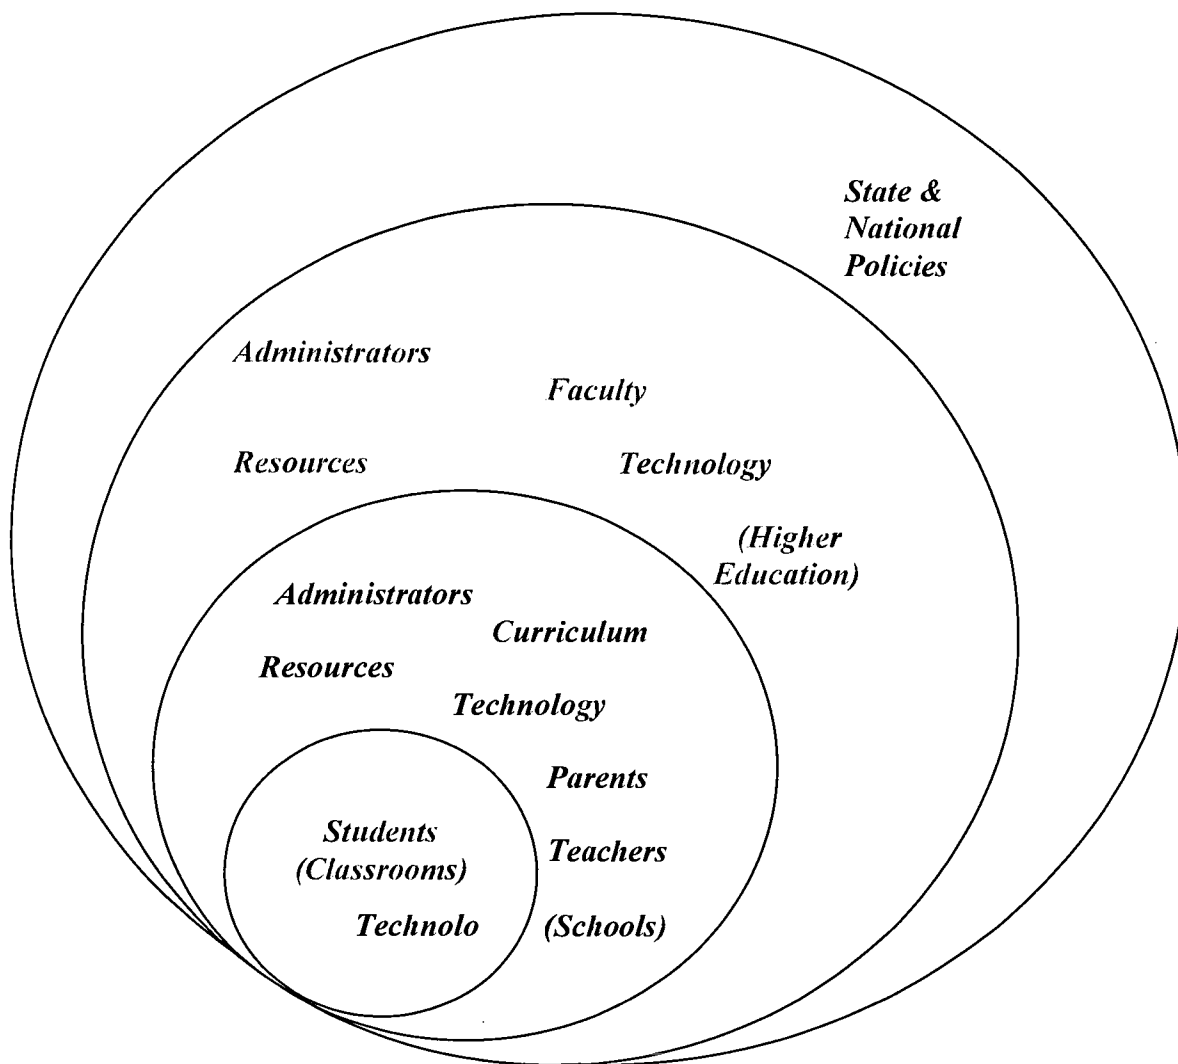 State &
National
Policies
Administrators
Faculty
Resources
Technology
(Higher
Education)
Administrators
Curriculum
Resources
Technology
Parents
Students
(Classrooms)
Teachers
Technolo
(Schools)